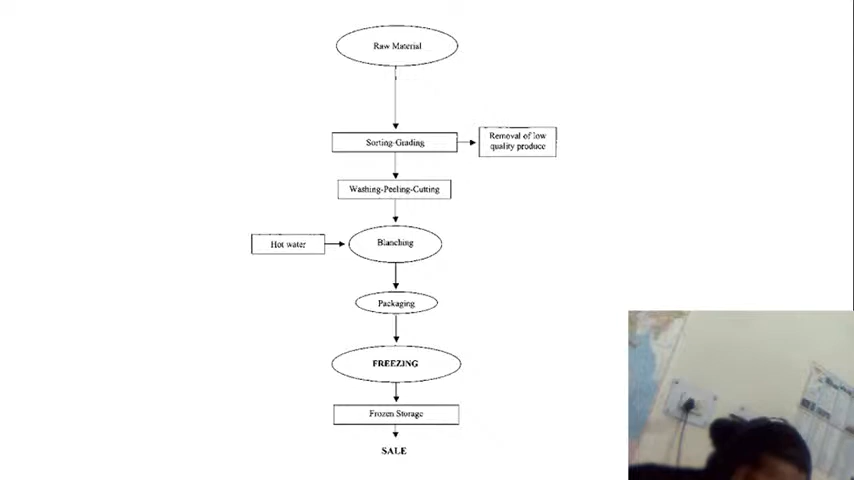 Raw Material
Sorting-Grading
Removal of low
quality produce
Washing-Peeling-Cutting
Hot water
Blanching
Packaging
FREEZING
Frozen Storage
SALE